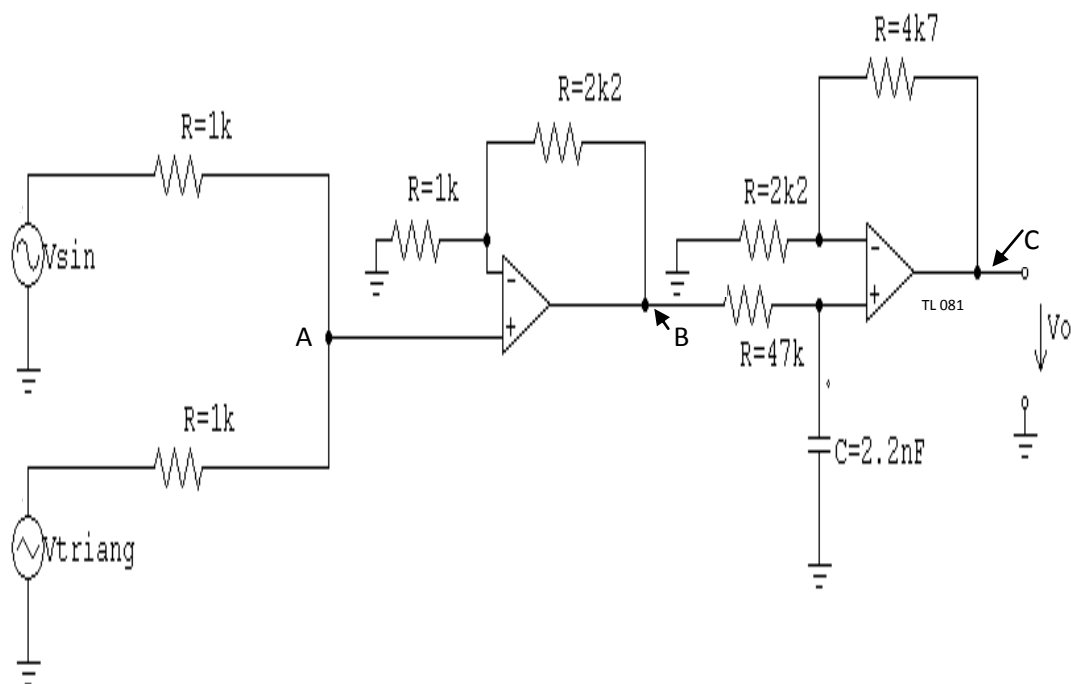 R=4k7
R=2k2
R=1k
R=1k
R=2k2
C
Vsin
TL 081
A
B
Vo
R=47k
R=1k
C=2.2nF
Vtriang